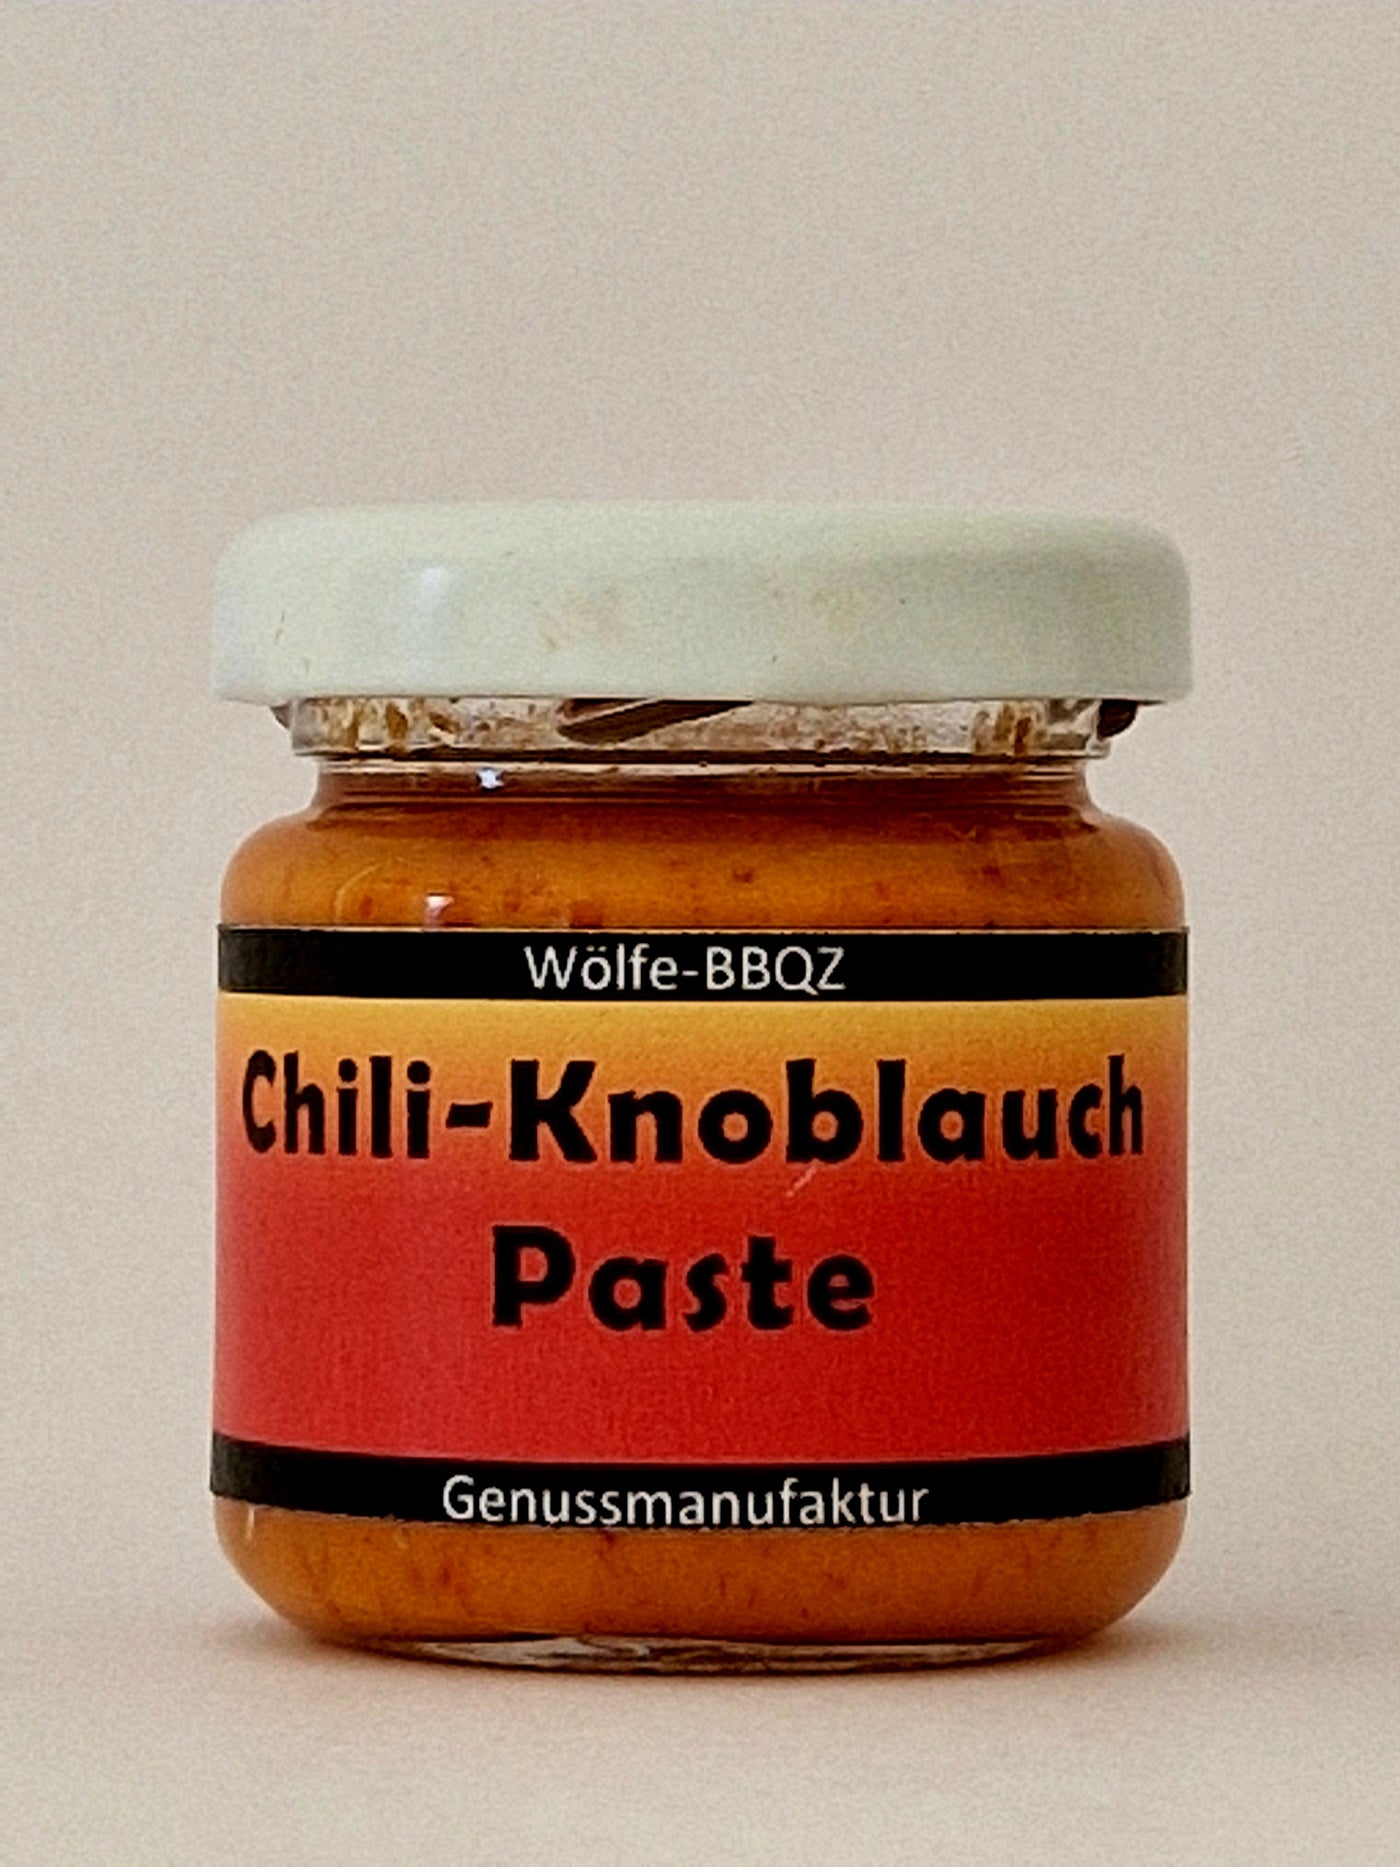 Wölfe-BBQZ
Chili-Knoblauch
Paste
Genussmanufaktur